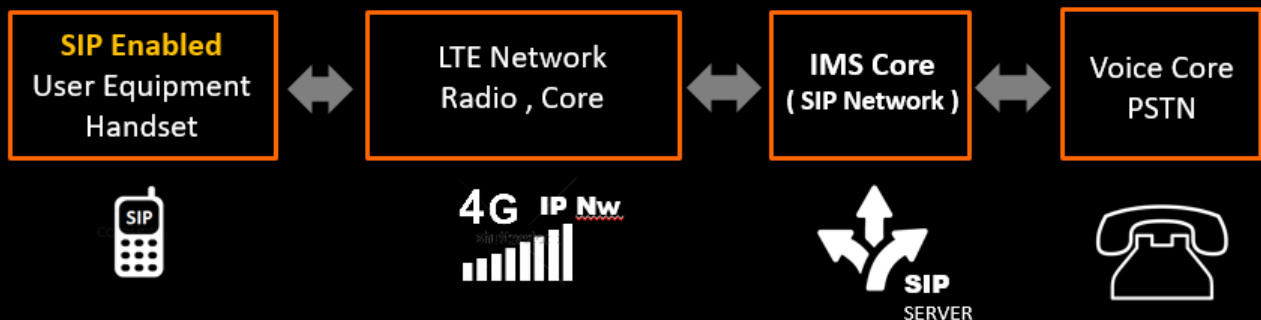 SIP Enabled
User Equipment
Handset
LTE Network
Radio , Core
IMS Core
( SIP Network )
Voice Core
PSTN
SIP
4G IP Nw
SIP
SERVER